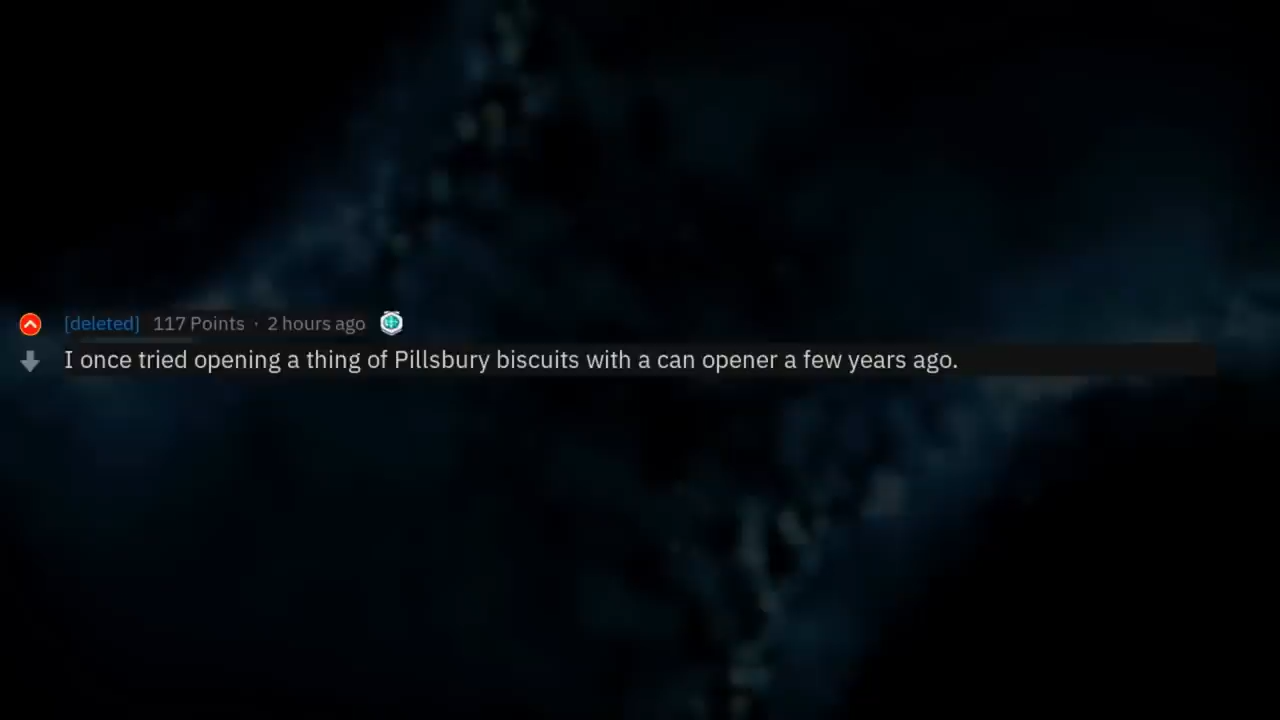 [deleted] 117 Points · 2 hours ago
I once tried opening a thing of Pillsbury biscuits with a can opener a few years ago.